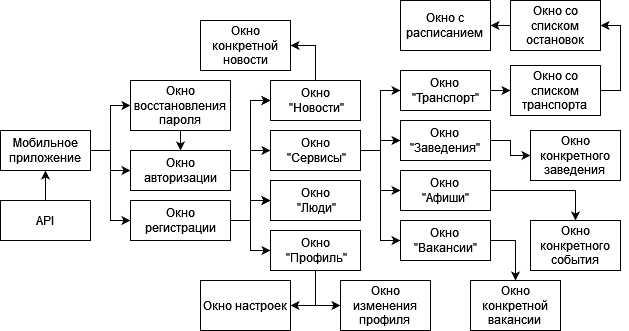 Окно
конкретной
новости
Окно с
расписанием
Окно со
списком
остановок
Окно
восстановления
пароля
Окно
"Новости"
Окно
"Транспорт"
Окно со
списком
транспорта
Мобильное
приложение
Окно
авторизации
Окно
"Сервисы"
Окно
"Заведения"
Окно
конкретного
заведения
API
Окно
регистрации
Окно
"Люди"
Окно
"Афиши"
Окно
"Профиль"
Окно
"Вакансии"
Окно
конкретного
события
Окно настроек
Окно
изменения
профиля
Окно
конкретной
вакансии